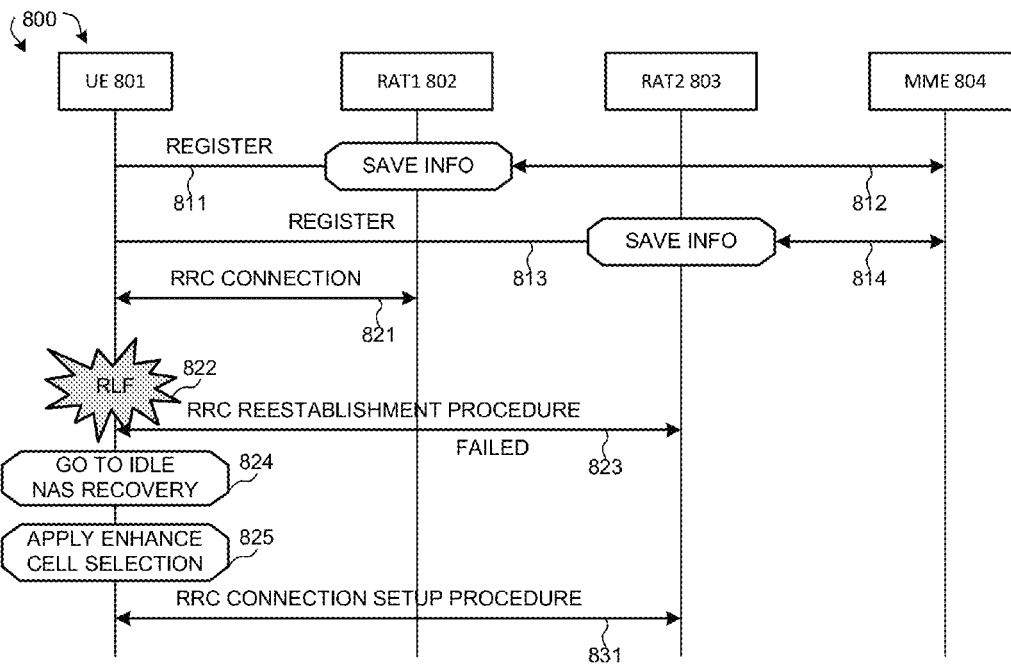 800
UE 801
RAT1 802
RAT2 803
MME 804
REGISTER
SAVE INFO
811
812
REGISTER
SAVE INFO
813
814
RRC CONNECTION
821
RLF
822
RRC REESTABLISHMENT PROCEDURE
FAILED
823
GO TO IDLE
NAS RECOVERY
824
APPLY ENHANCE
CELL SELECTION
825
RRC CONNECTION SETUP PROCEDURE
831